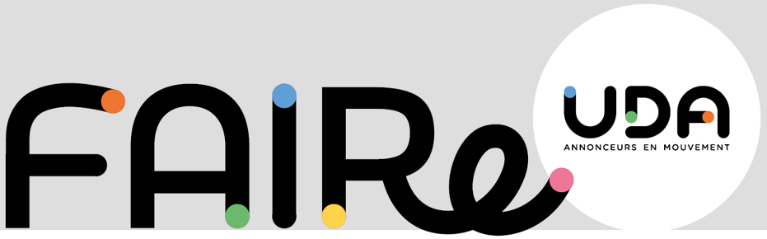 FAIRe
UDA
ANNONCEURS EN MOUVEMENT